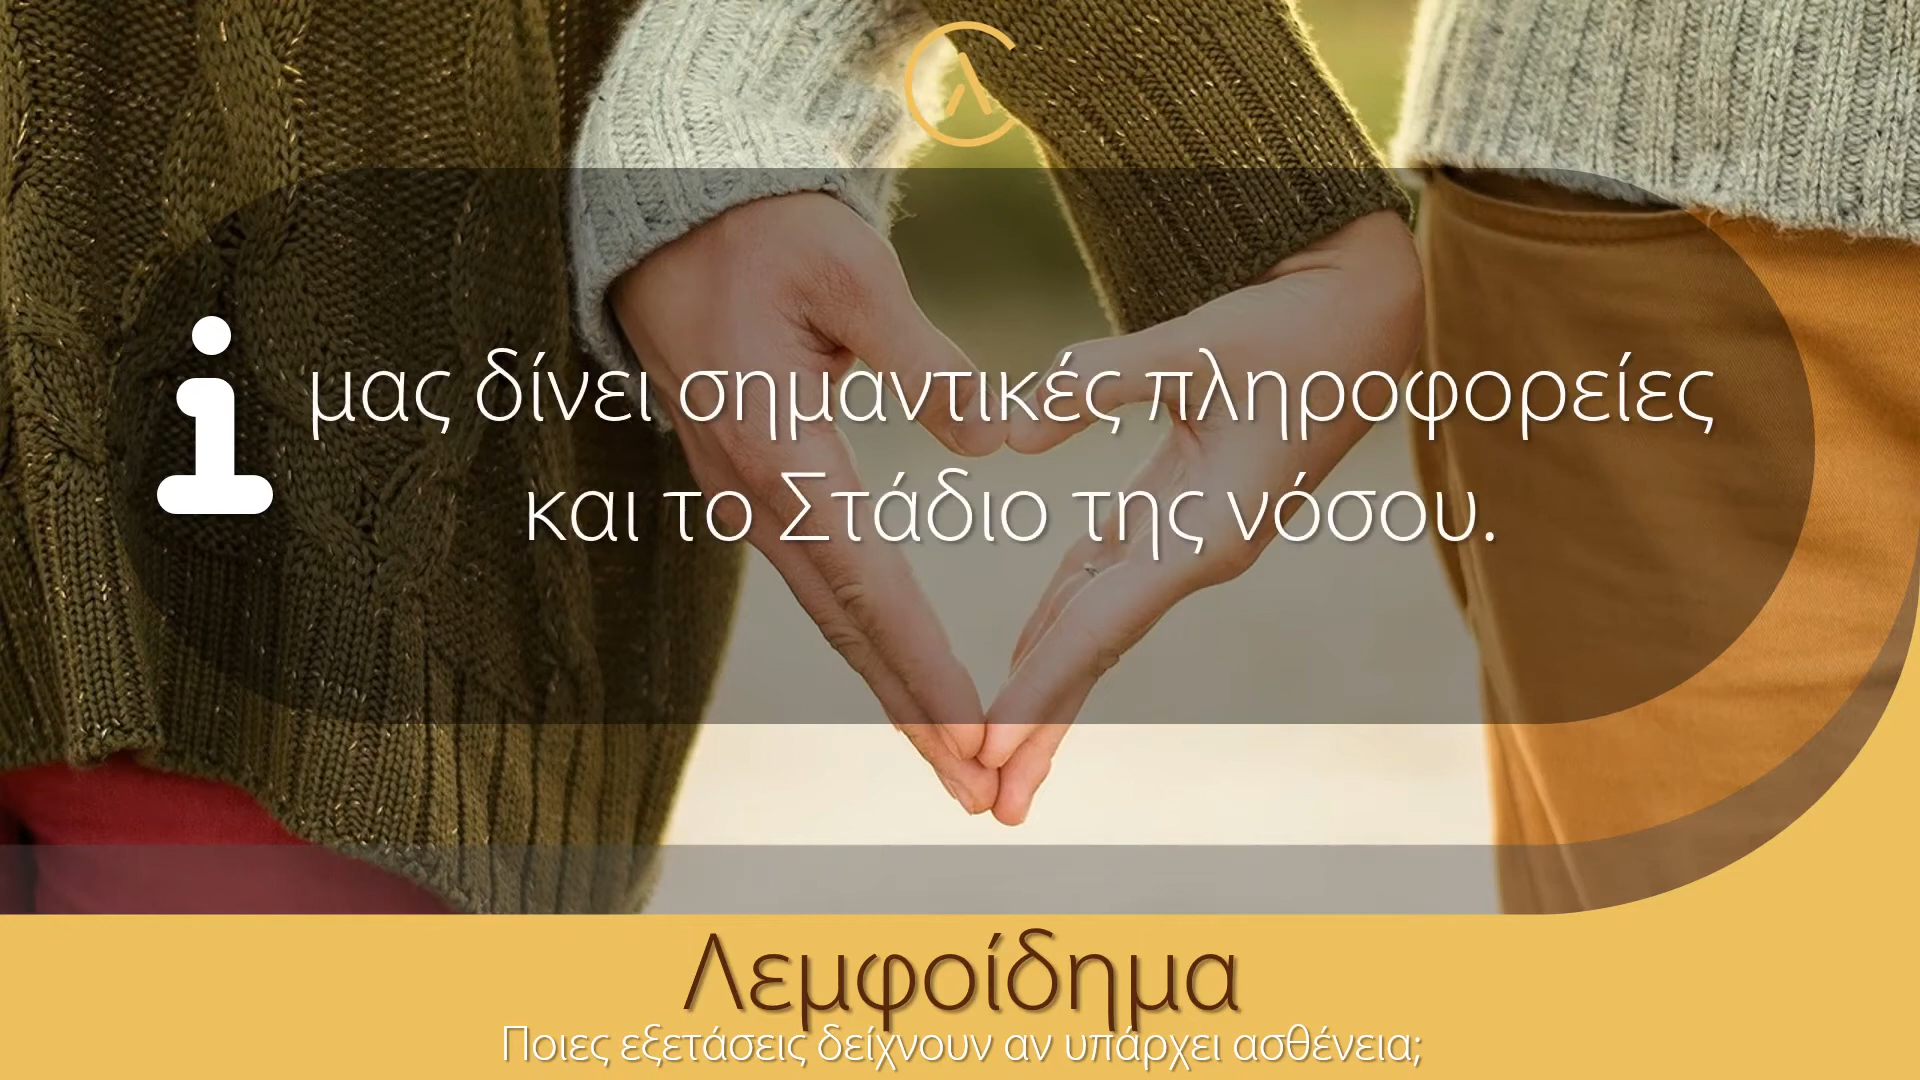 μας δίνει σημαντικές πληροφορείες
και το Στάδιο της νόσου.
Λεμφοίδημα
Ποιες εξετάσεις δείχνουν αν υπάρχει ασθένεια;